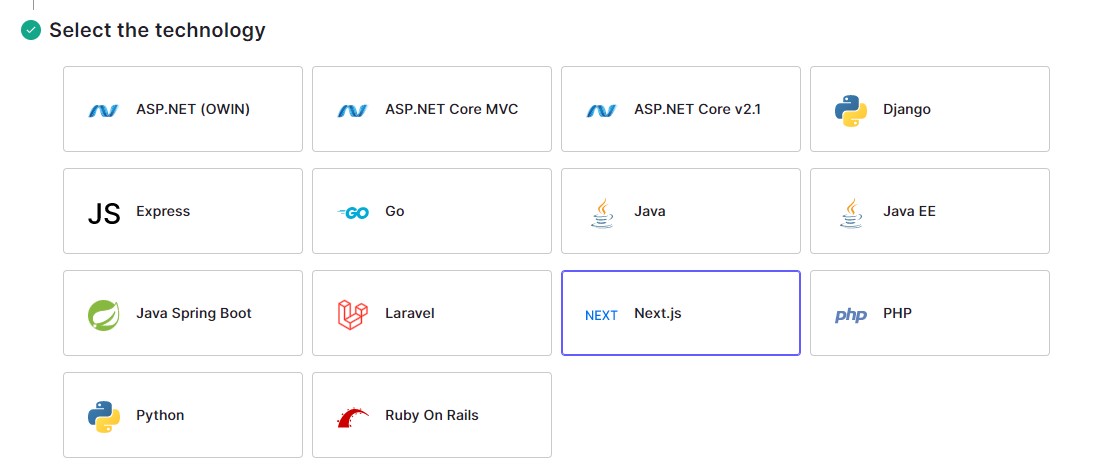 Select the technology
ASP.NET (OWIN)
ASP.NET Core MVC
ASP.NET Core v2.1
Django
JS Express
GO Go
Java
Java EE
Java Spring Boot
Laravel
NEXT Next.js
php PHP
Python
Ruby On Rails